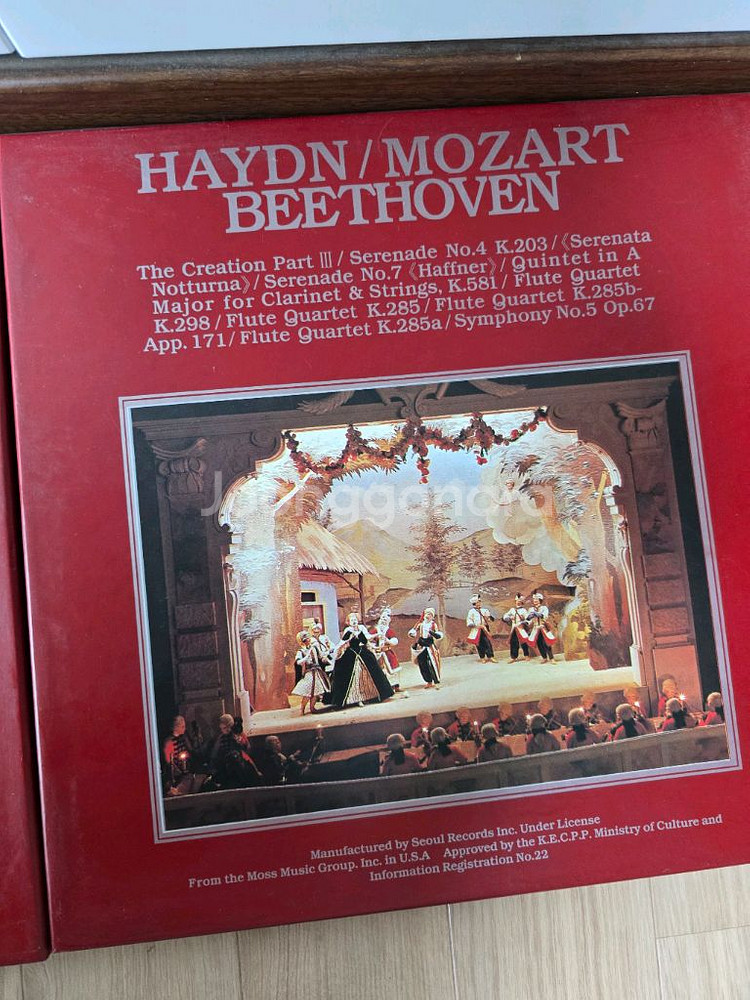 HAYDN/MOZART
BEETHOVEN
The Creation Part III/Serenade No.4 K.203/《Serenata
Notturna》/Serenade No.7《Haffner》/Quintet in A
Major for Clarinet & Strings, K.581/Flute Quartet
K.298/Flute Quartet K.285/Flute Quartet K.285b-
App. 171/Flute Quartet K.285a/Symphony No.5 Op.67
Joonggonara
Manufactured by Seoul Records Inc. Under License
From the Moss Music Group. Inc. in U.S.A Approved by the K.E.C.P.P. Ministry of Culture and
Information Registration No.22